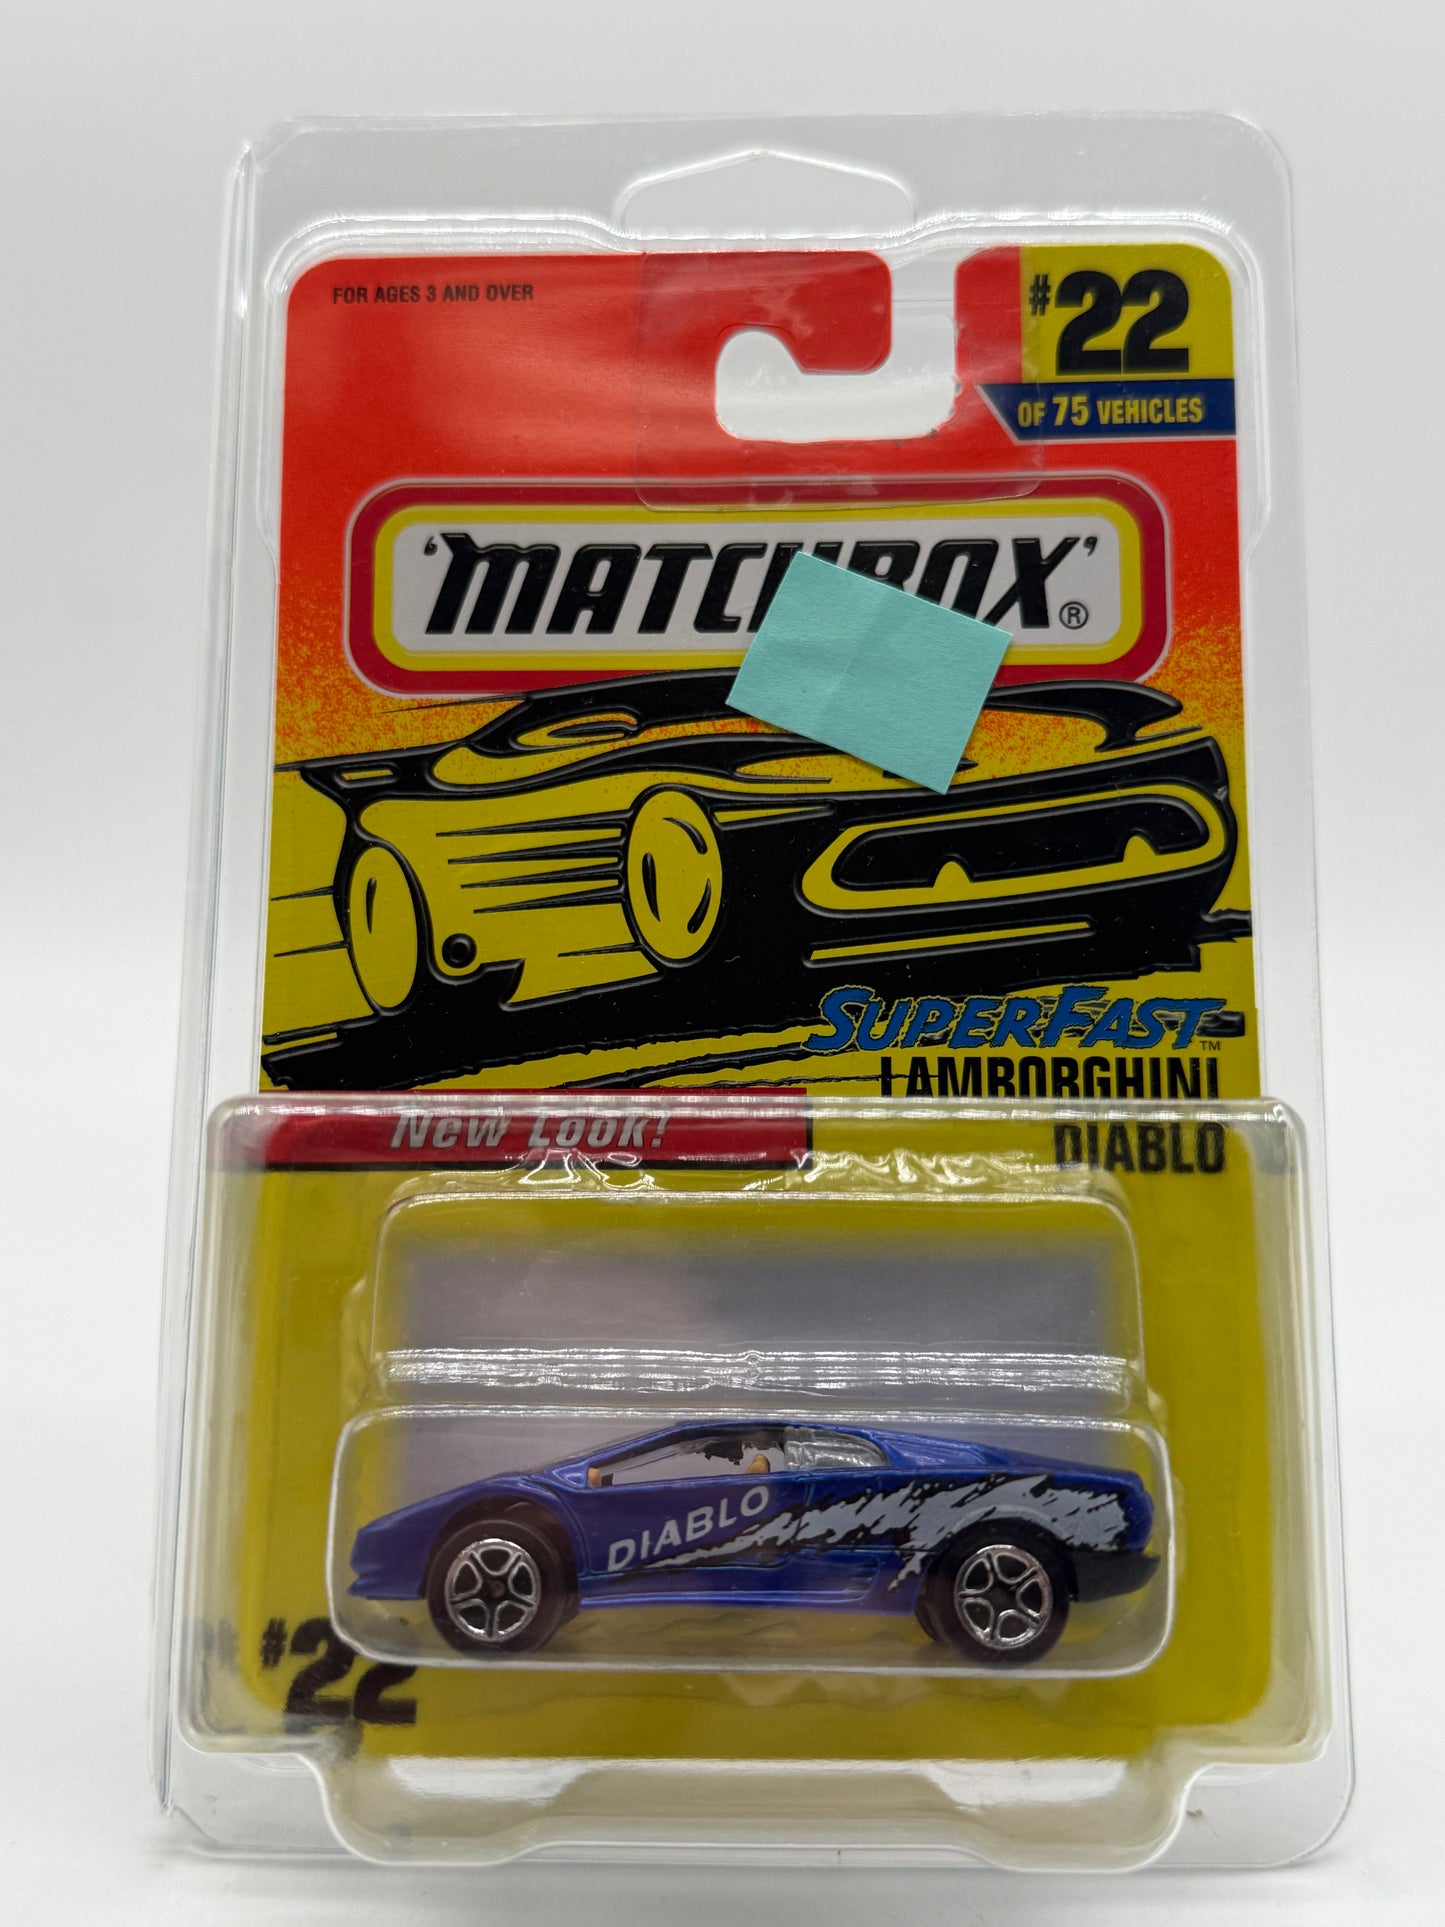 FOR AGES 3 AND OVER
#22
OF 75 VEHICLES
'MATCHBOX'®
SUPERFAST™
LAMBORGHINI
DIABLO
New Look!
DIABLO
#22